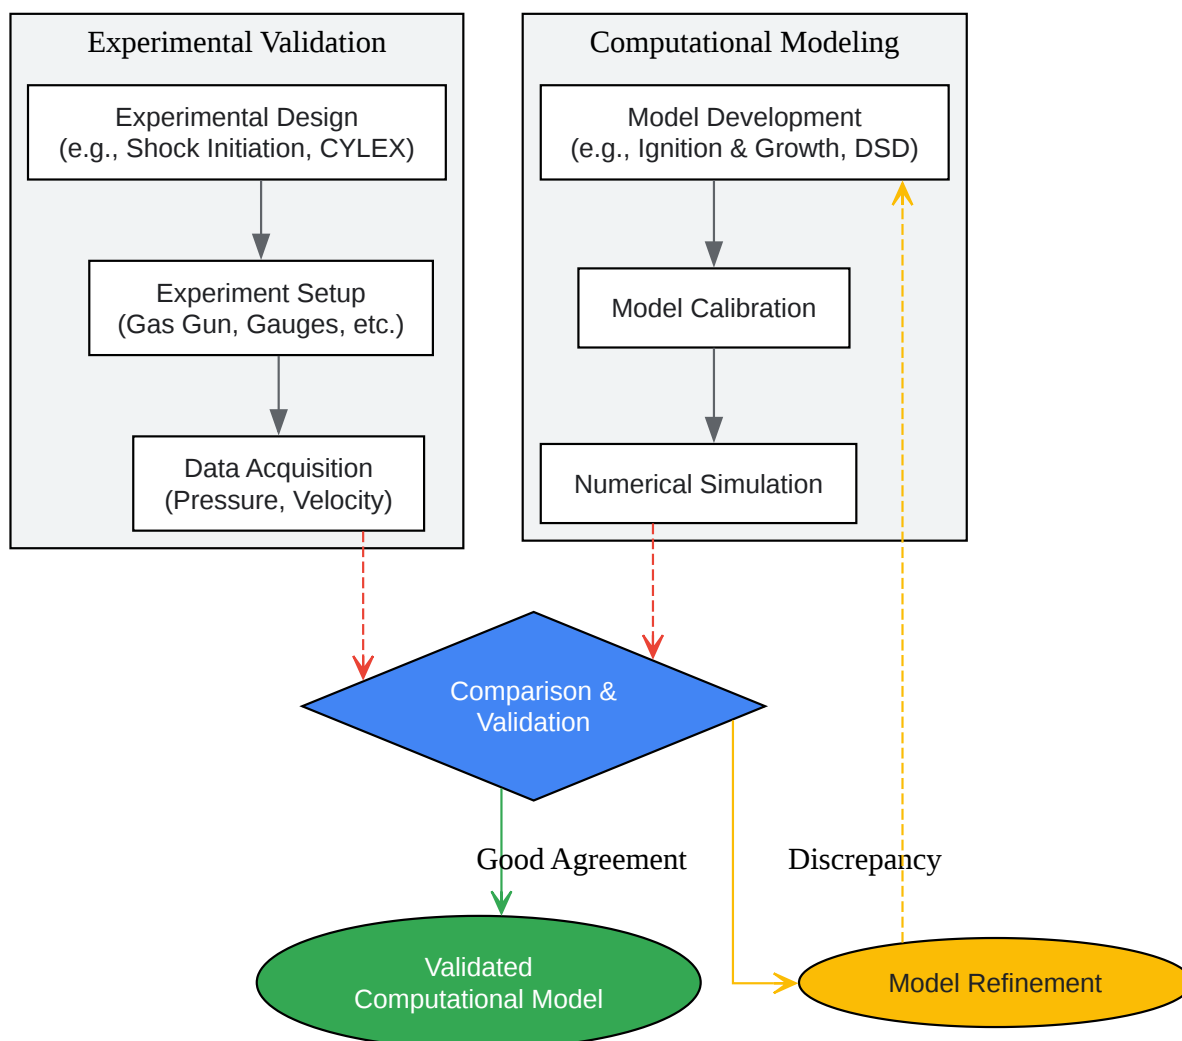 Experimental Validation
Experimental Design
(e.g., Shock Initiation, CYLEX)
Experiment Setup
(Gas Gun, Gauges, etc.)
Data Acquisition
(Pressure, Velocity)
Computational Modeling
Model Development
(e.g., Ignition & Growth, DSD)
Model Calibration
Numerical Simulation
Comparison &
Validation
Good Agreement
Discrepancy
Validated
Computational Model
Model Refinement